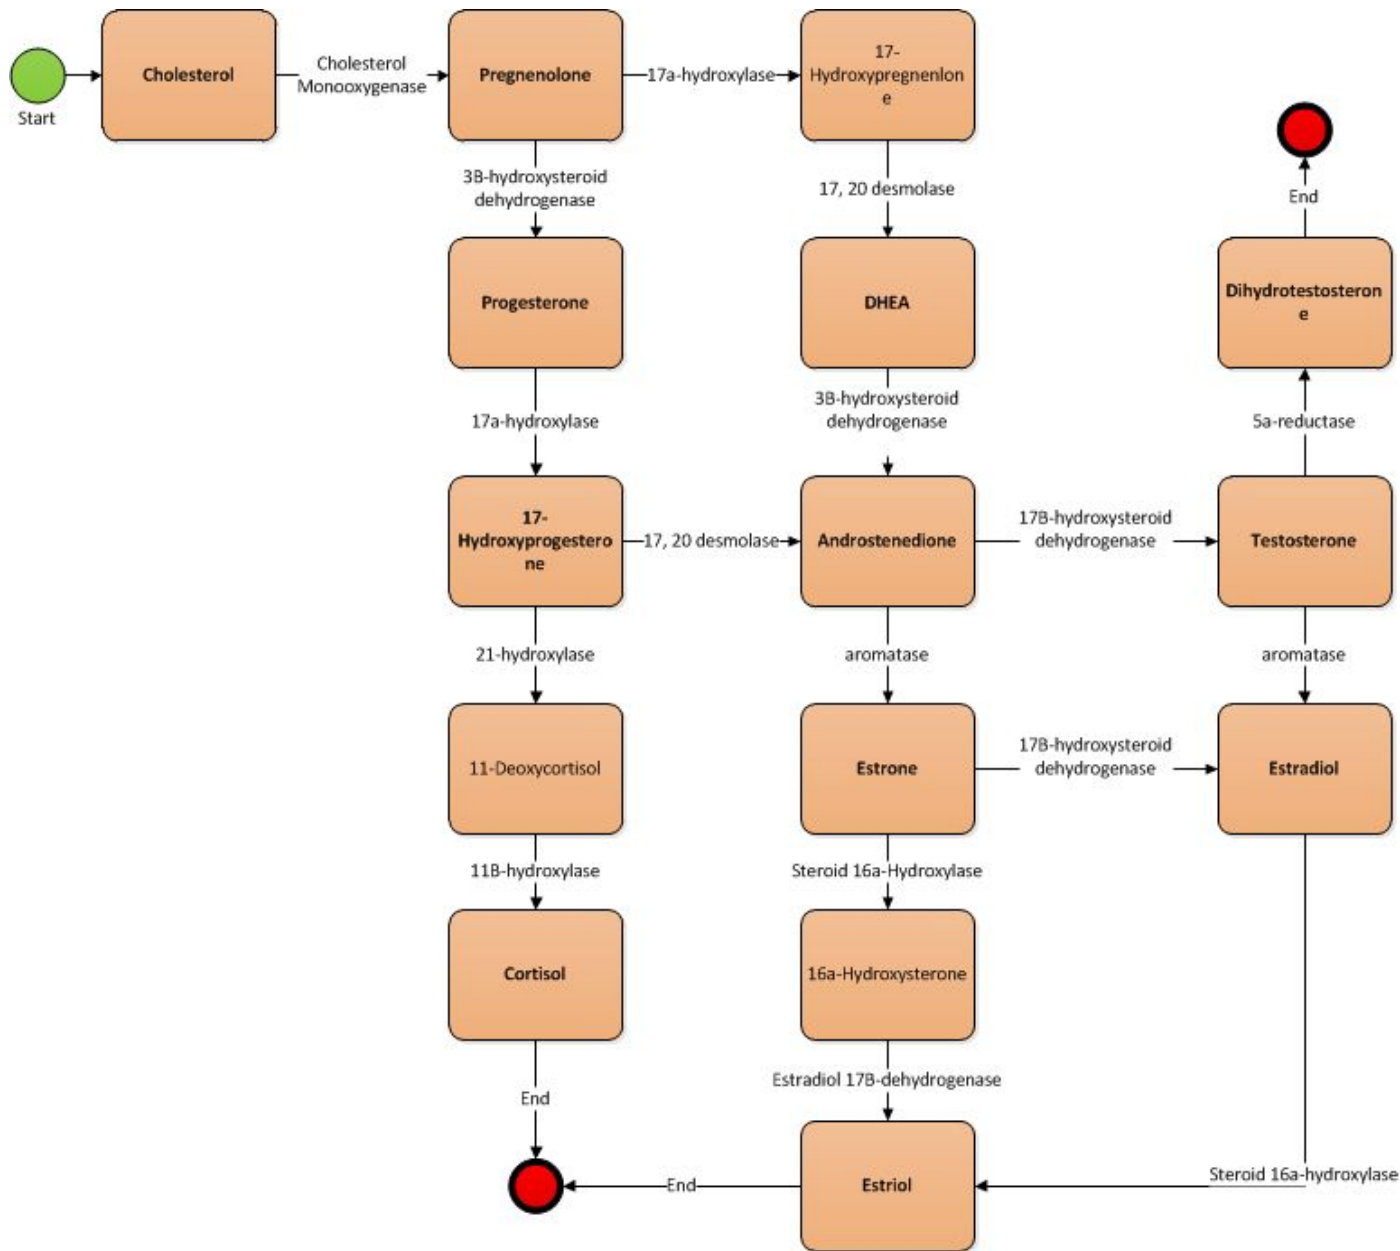 Start
Cholesterol
Cholesterol
Monooxygenase
Pregnenolone
17a-hydroxylase
17-
Hydroxypregnenlon
e
3B-hydroxysteroid
dehydrogenase
17, 20 desmolase
End
Progesterone
DHEA
Dihydrotestosteron
e
17a-hydroxylase
3B-hydroxysteroid
dehydrogenase
5a-reductase
17-
Hydroxyprogestero
ne
17, 20 desmolase
Androstenedione
17B-hydroxysteroid
dehydrogenase
Testosterone
21-hydroxylase
aromatase
aromatase
11-Deoxycortisol
Estrone
17B-hydroxysteroid
dehydrogenase
Estradiol
11B-hydroxylase
Steroid 16a-Hydroxylase
Cortisol
16a-Hydroxysterone
End
Estradiol 17B-dehydrogenase
End
Estriol
Steroid 16a-hydroxylase